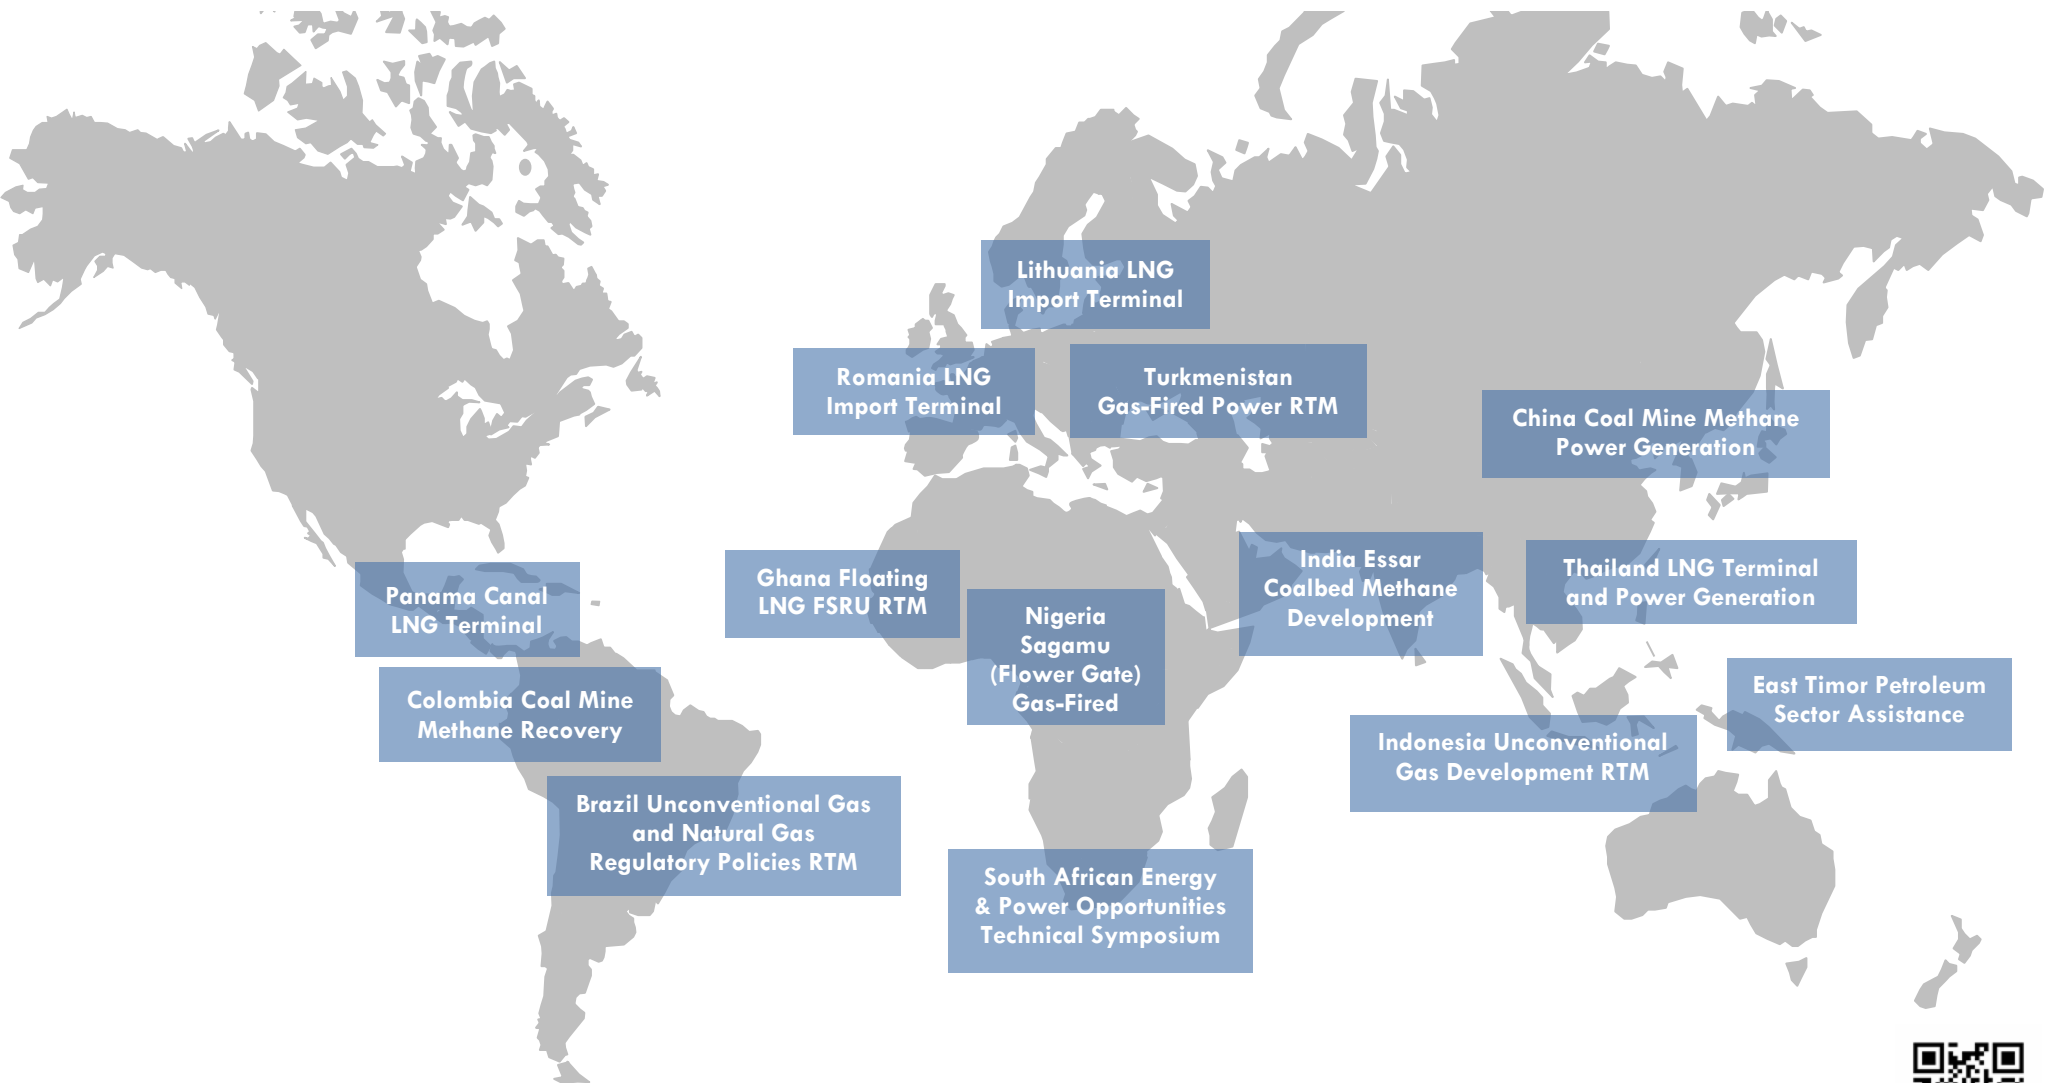 Lithuania LNG
Import Terminal
Romania LNG
Import Terminal
Turkmenistan
Gas-Fired Power RTM
China Coal Mine Methane
Power Generation
Panama Canal
LNG Terminal
Ghana Floating
LNG FSRU RTM
Nigeria
Sagamu
(Flower Gate)
Gas-Fired
India Essar
Coalbed Methane
Development
Thailand LNG Terminal
and Power Generation
Colombia Coal Mine
Methane Recovery
East Timor Petroleum
Sector Assistance
Indonesia Unconventional
Gas Development RTM
Brazil Unconventional Gas
and Natural Gas
Regulatory Policies RTM
South African Energy
& Power Opportunities
Technical Symposium